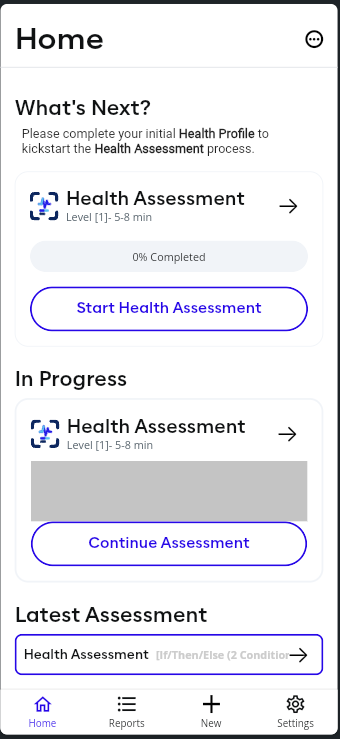 Home
What's Next?
Please complete your initial Health Profile to
kickstart the Health Assessment process.
Health Assessment
Level [1]- 5-8 min
0% Completed
Start Health Assessment
In Progress
Health Assessment
Level [1]- 5-8 min
Continue Assessment
Latest Assessment
Health Assessment [If/Then/Else (2 Condition
Home Reports New Settings